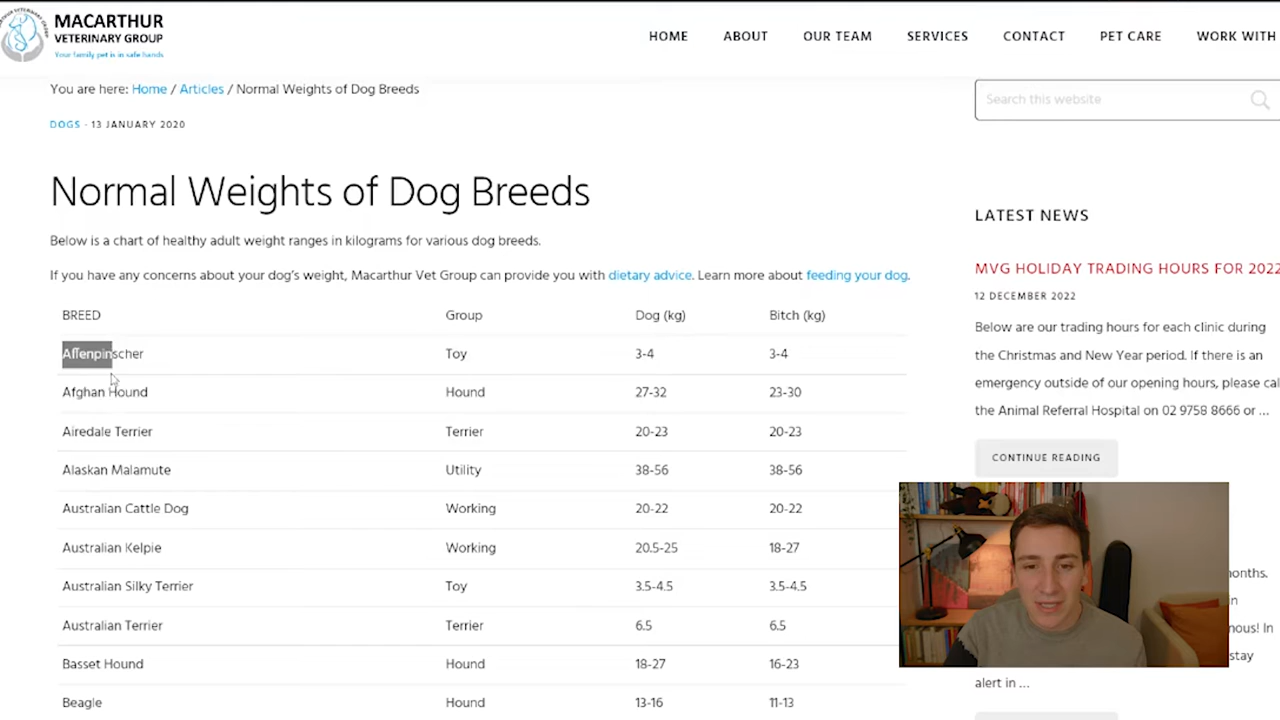 MACARTHUR
VETERINARY GROUP
Your family pet is in safe hands
HOME ABOUT OUR TEAM SERVICES CONTACT PET CARE WORK WITH
You are here: Home / Articles / Normal Weights of Dog Breeds
Search this website
DOGS · 13 JANUARY 2020
Normal Weights of Dog Breeds
Below is a chart of healthy adult weight ranges in kilograms for various dog breeds.
If you have any concerns about your dog's weight, Macarthur Vet Group can provide you with dietary advice. Learn more about feeding your dog.
BREED Group Dog (kg) Bitch (kg)
Affenpinscher Toy 3-4 3-4
Afghan Hound Hound 27-32 23-30
Airedale Terrier Terrier 20-23 20-23
Alaskan Malamute Utility 38-56 38-56
Australian Cattle Dog Working 20-22 20-22
Australian Kelpie Working 20.5-25 18-27
Australian Silky Terrier Toy 3.5-4.5 3.5-4.5
Australian Terrier Terrier 6.5 6.5
Basset Hound Hound 18-27 16-23
Beagle Hound 13-16 11-13
LATEST NEWS
MVG HOLIDAY TRADING HOURS FOR 2022
12 DECEMBER 2022
Below are our trading hours for each clinic during
the Christmas and New Year period. If there is an
emergency outside of our opening hours, please cal
the Animal Referral Hospital on 02 9758 8666 or ...
CONTINUE READING
onths.
in
nous! In
stay
alert in ...